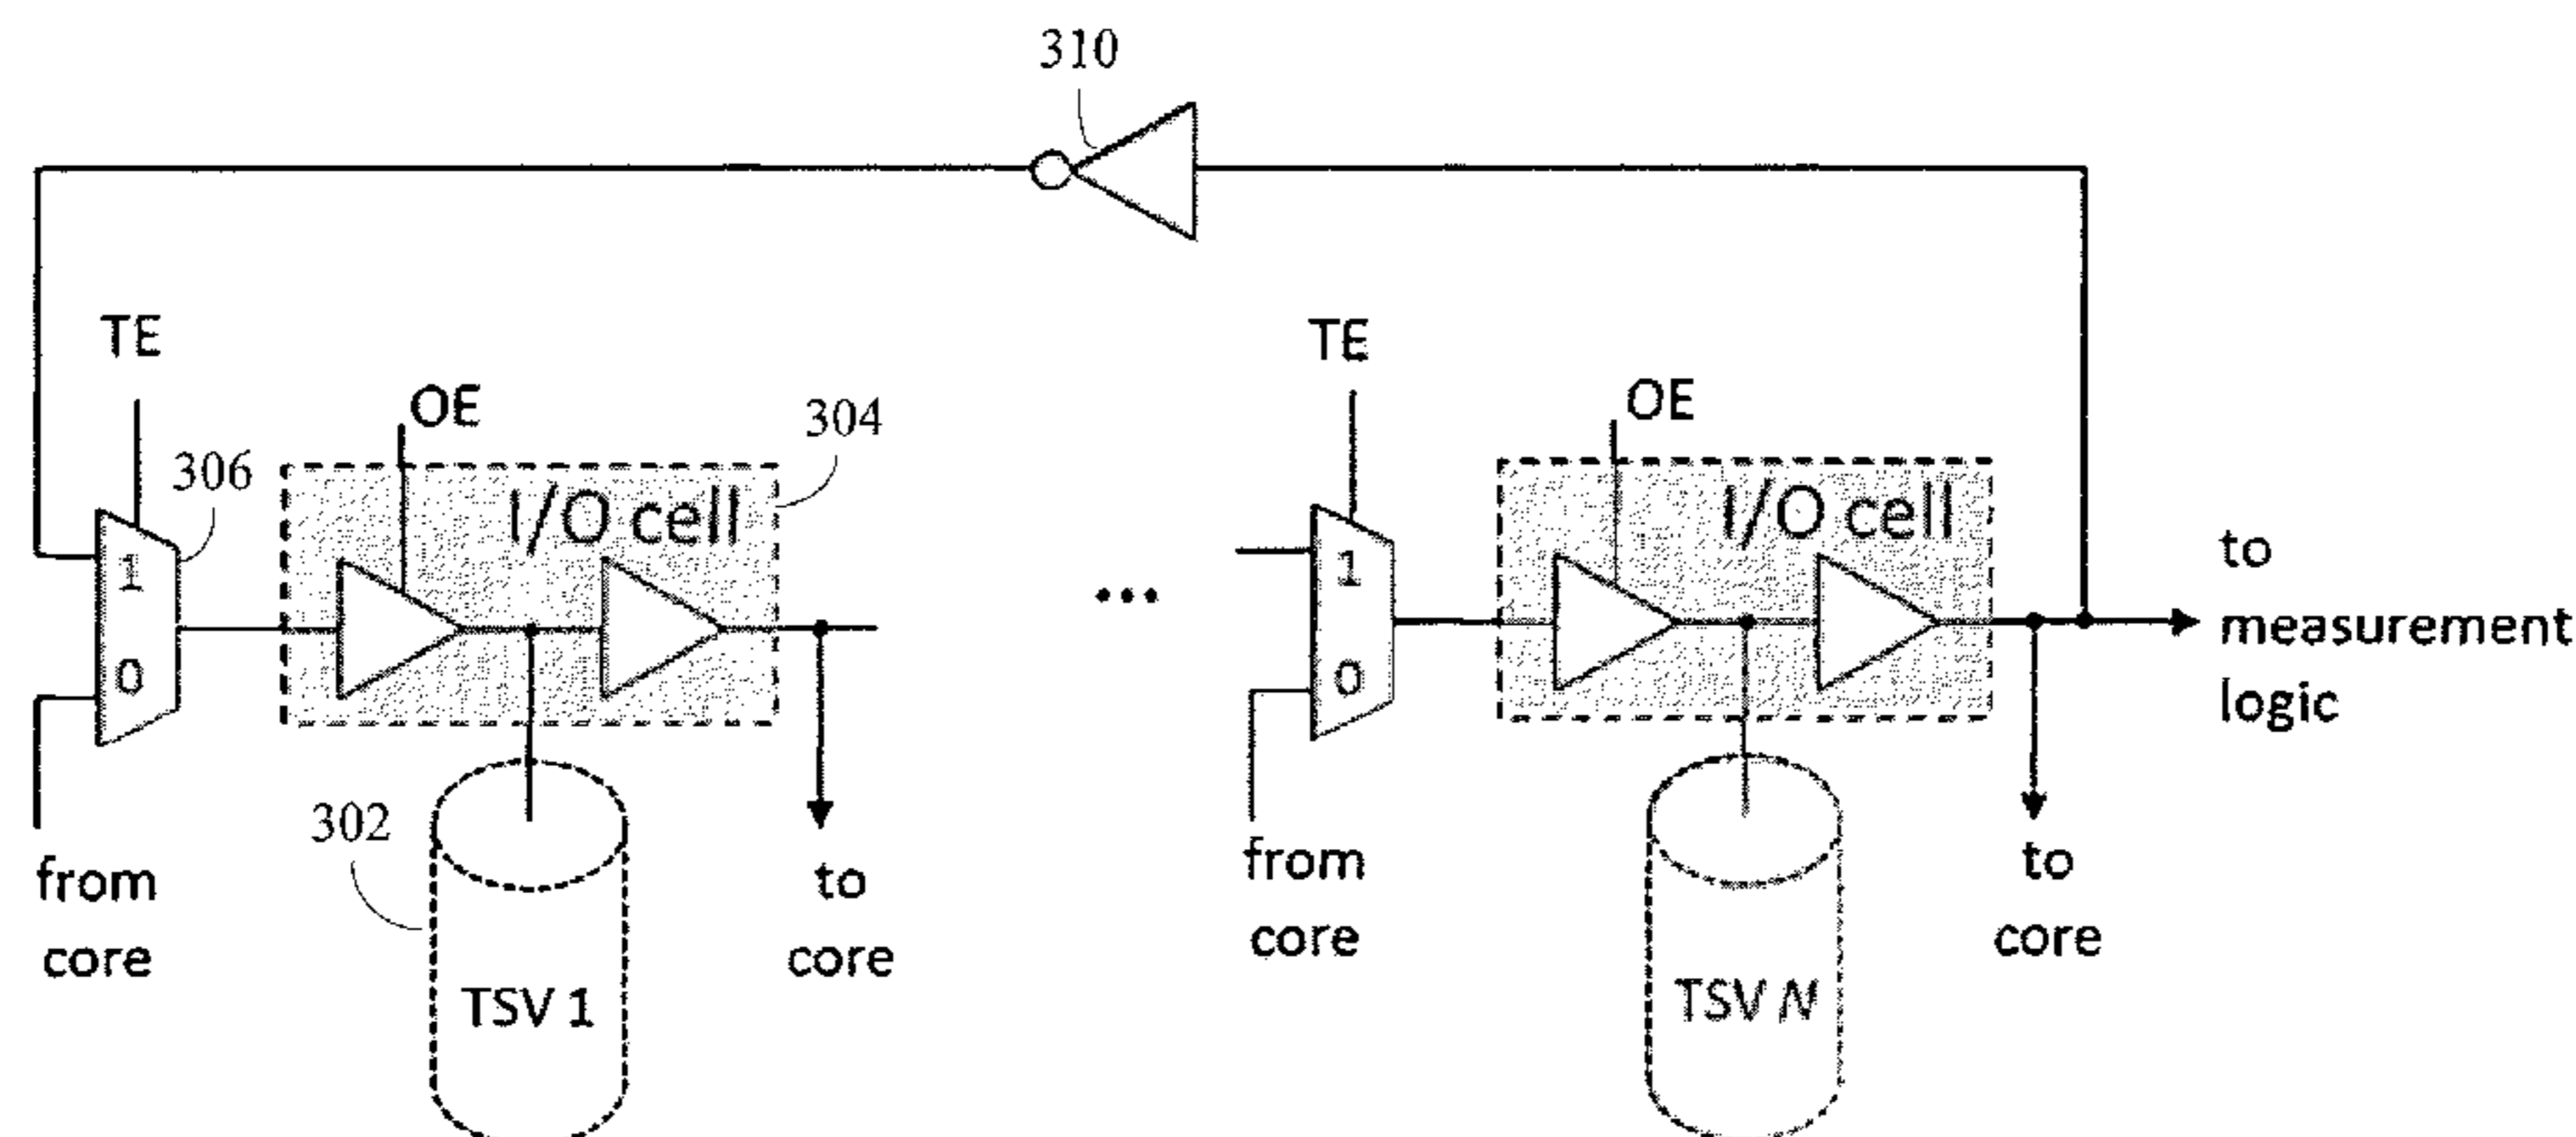 310
TE
TE
OE
OE
304
306
I/O cell
I/O cell
1
1
0
0
...
to
measurement
logic
302
from
core
to
core
from
core
to
core
TSV 1
TSV N